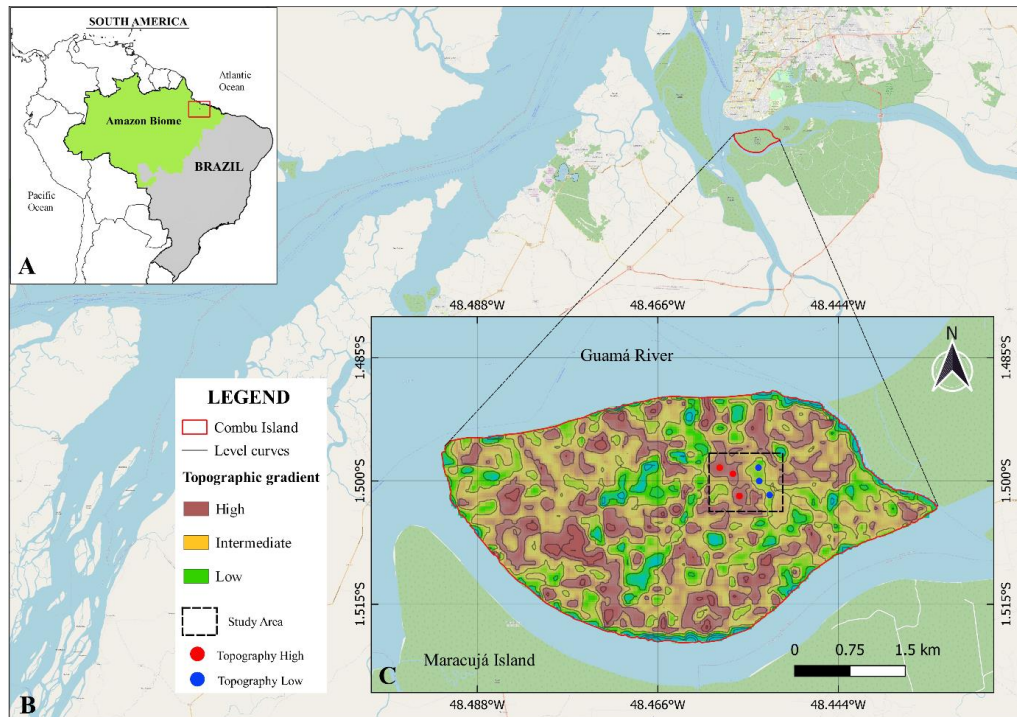 SOUTH AMERICA
Atlantic
Ocean
Amazon Biome
BRAZIL
Pacific
Ocean
A
48.488°W
48.466°W
48.444°W
N
Guamá River
1.485°S
1.485°S
1.500°S
1.500°S
1.515°S
1.515°S
Maracujá Island
0
0.75
1.5 km
C
48.488°W
48.466°W
48.444°W
LEGEND
Combu Island
Level curves
Topographic gradient
High
Intermediate
Low
Study Area
Topography High
Topography Low
B